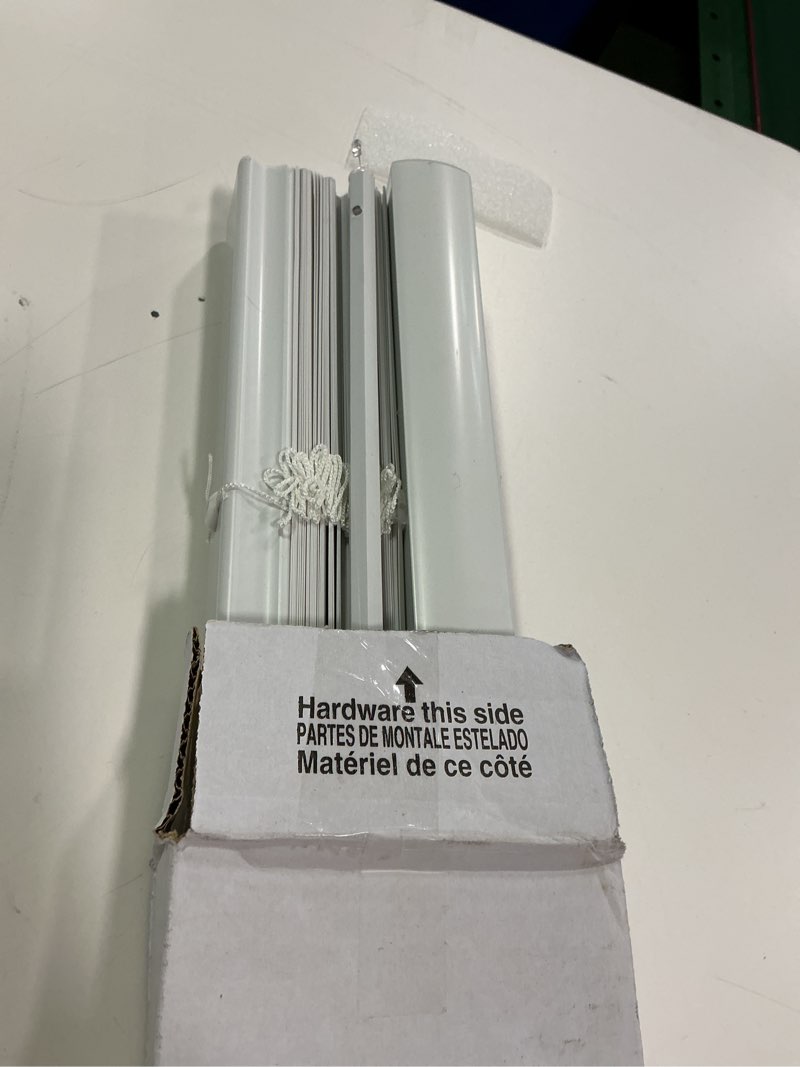 Hardware this side
PARTES DE MONTALE ESTELADO
Matériel de ce côté